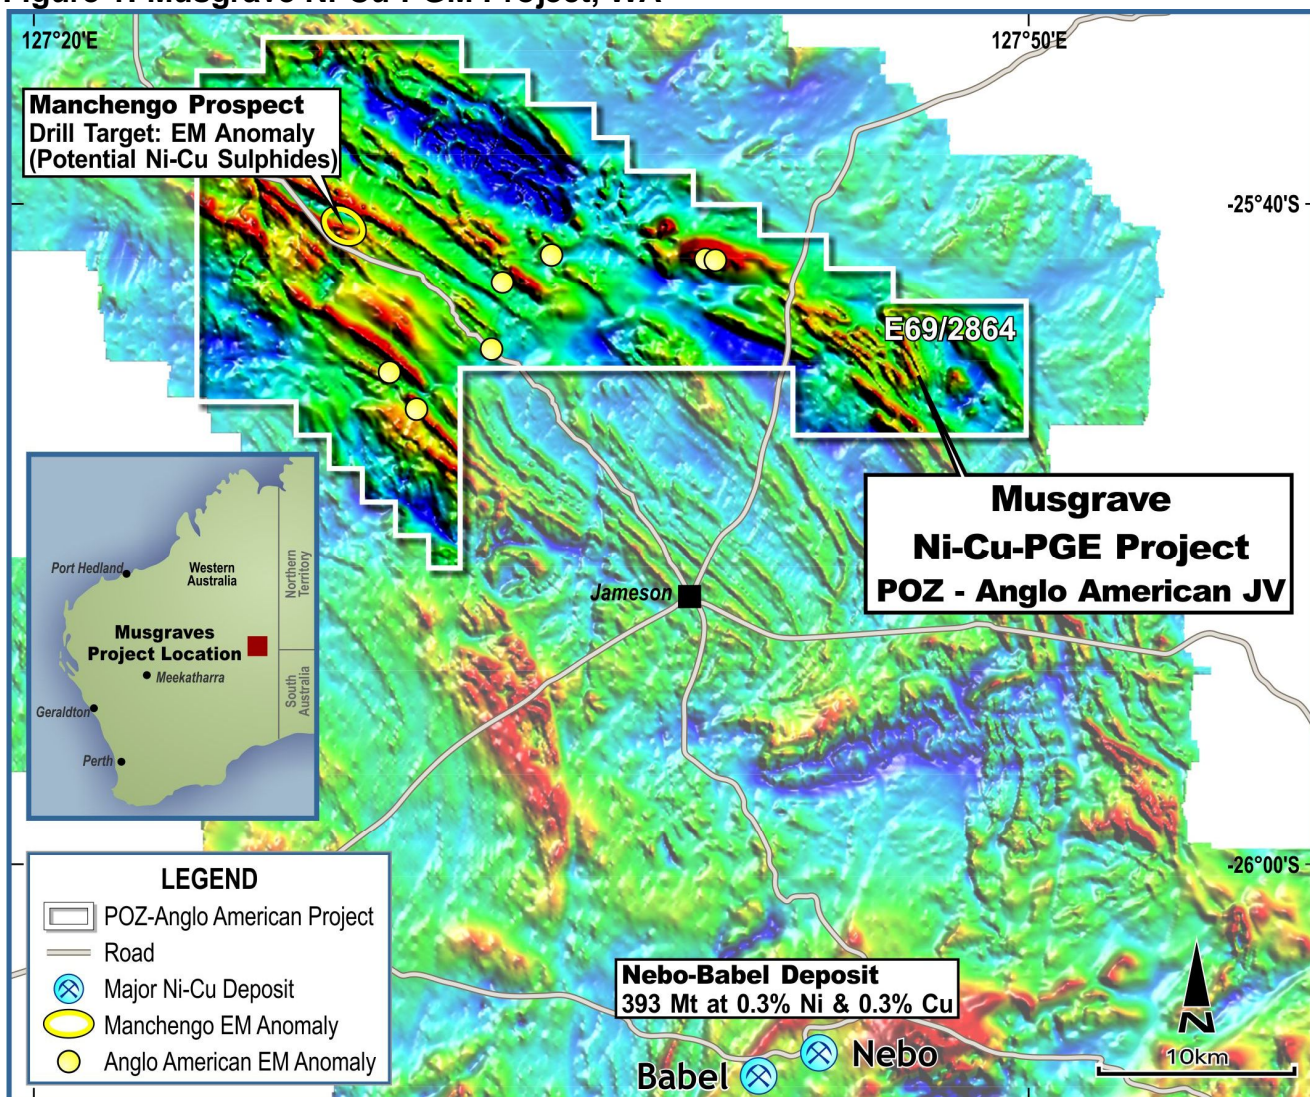 127°20'E
127°50'E
Manchengo Prospect
Drill Target: EM Anomaly
(Potential Ni-Cu Sulphides)
-25°40'S
E69/2864
Musgrave
Ni-Cu-PGE Project
POZ - Anglo American JV
Jameson
Port Hedland
Western
Australia
Northern
Territory
Musgraves
Project Location
Meekatharra
South
Australia
Geraldton
Perth
-26°00'S
LEGEND
POZ-Anglo American Project
Road
Major Ni-Cu Deposit
Manchengo EM Anomaly
Anglo American EM Anomaly
Nebo-Babel Deposit
393 Mt at 0.3% Ni & 0.3% Cu
Nebo
Babel
N
10km